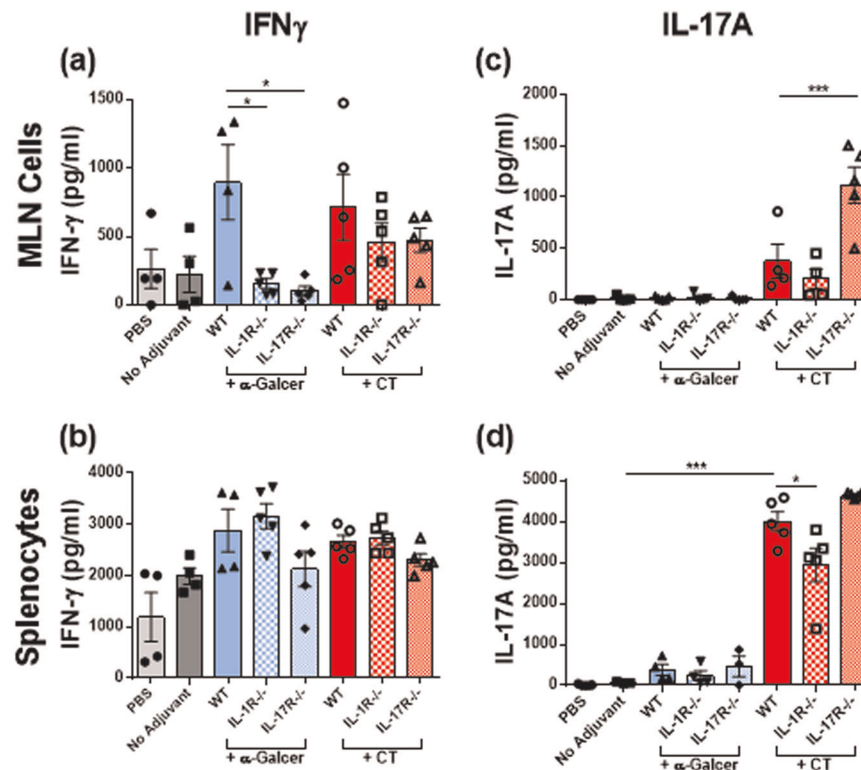 IFNγ
IL-17A
MLN Cells
Splenocytes
(a)
IFN-γ (pg/ml)
1500
1000
500
0
*
*
PBS
No Adjuvant
WT
IL-1R-/-
IL-17R-/-
WT
IL-1R-/-
IL-17R-/-
+ α-Galcer
+ CT
(c)
IL-17A (pg/ml)
2000
1500
1000
500
0
***
PBS
No Adjuvant
WT
IL-1R-/-
IL-17R-/-
WT
IL-1R-/-
IL-17R-/-
+ α-Galcer
+ CT
(b)
IFN-γ (pg/ml)
4000
3000
2000
1000
0
PBS
No Adjuvant
WT
IL-1R-/-
IL-17R-/-
WT
IL-1R-/-
IL-17R-/-
+ α-Galcer
+ CT
(d)
IL-17A (pg/ml)
5000
4000
3000
2000
1000
0
***
*
PBS
No Adjuvant
WT
IL-1R-/-
IL-17R-/-
WT
IL-1R-/-
IL-17R-/-
+ α-Galcer
+ CT